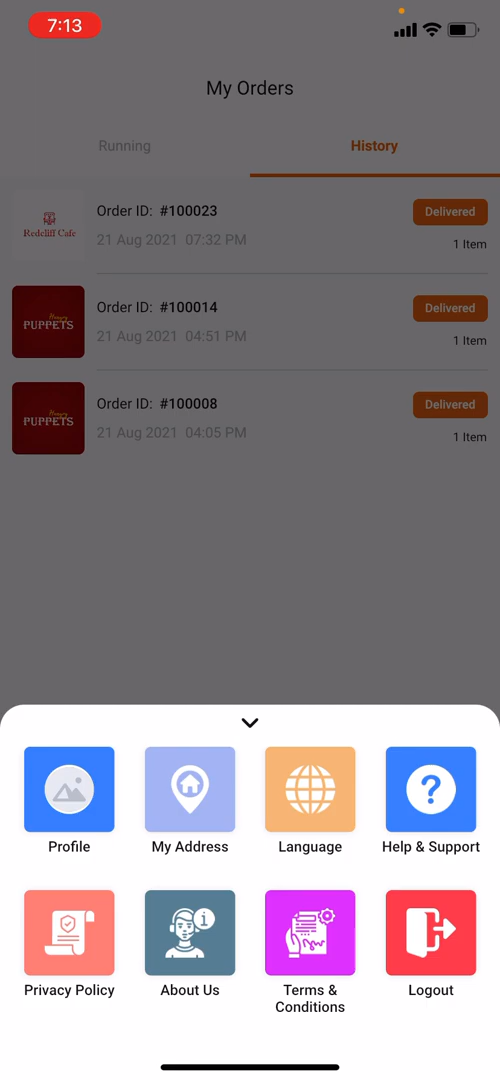 7:13
My Orders
Running
History
Redcliff Cafe
Order ID: #100023
Delivered
21 Aug 2021 07:32 PM
1 Item
Hungry
PUPPETS
Order ID: #100014
Delivered
21 Aug 2021 04:51 PM
1 Item
Hungry
PUPPETS
Order ID: #100008
Delivered
21 Aug 2021 04:05 PM
1 Item
Profile
My Address
Language
Help & Support
Privacy Policy
About Us
Terms &
Conditions
Logout